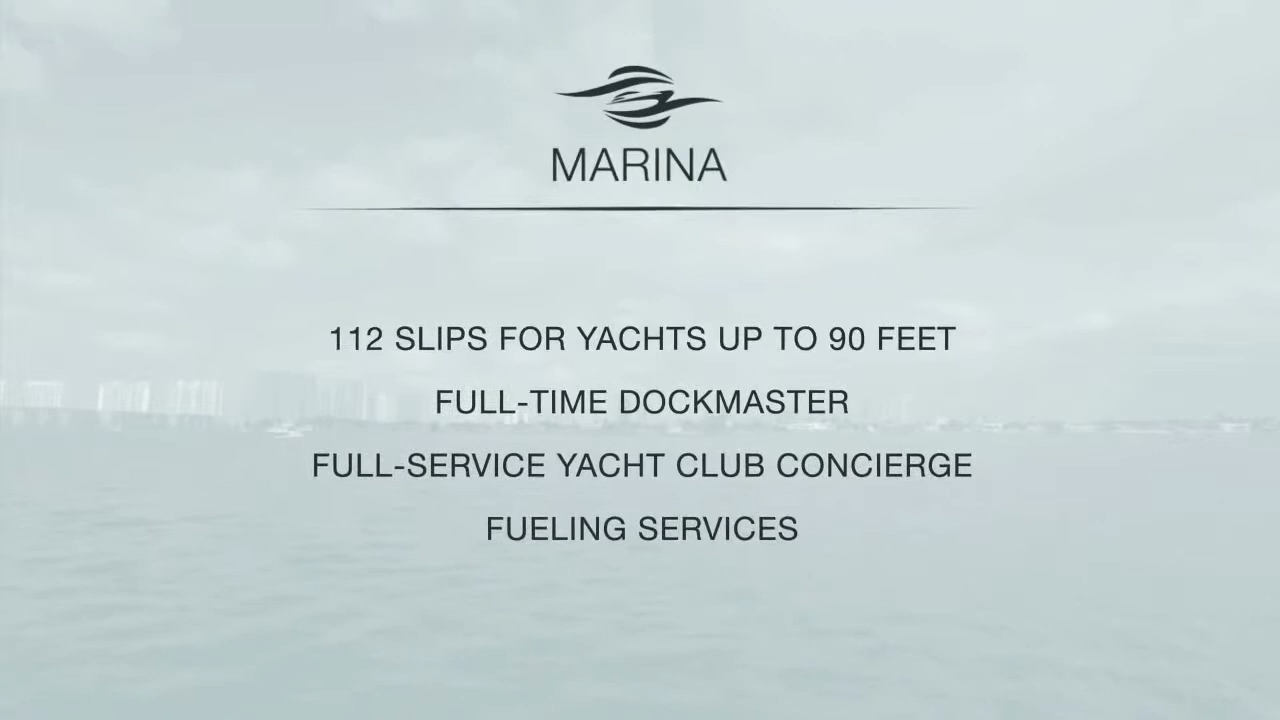 MARINA
112 SLIPS FOR YACHTS UP TO 90 FEET
FULL-TIME DOCKMASTER
FULL-SERVICE YACHT CLUB CONCIERGE
FUELING SERVICES